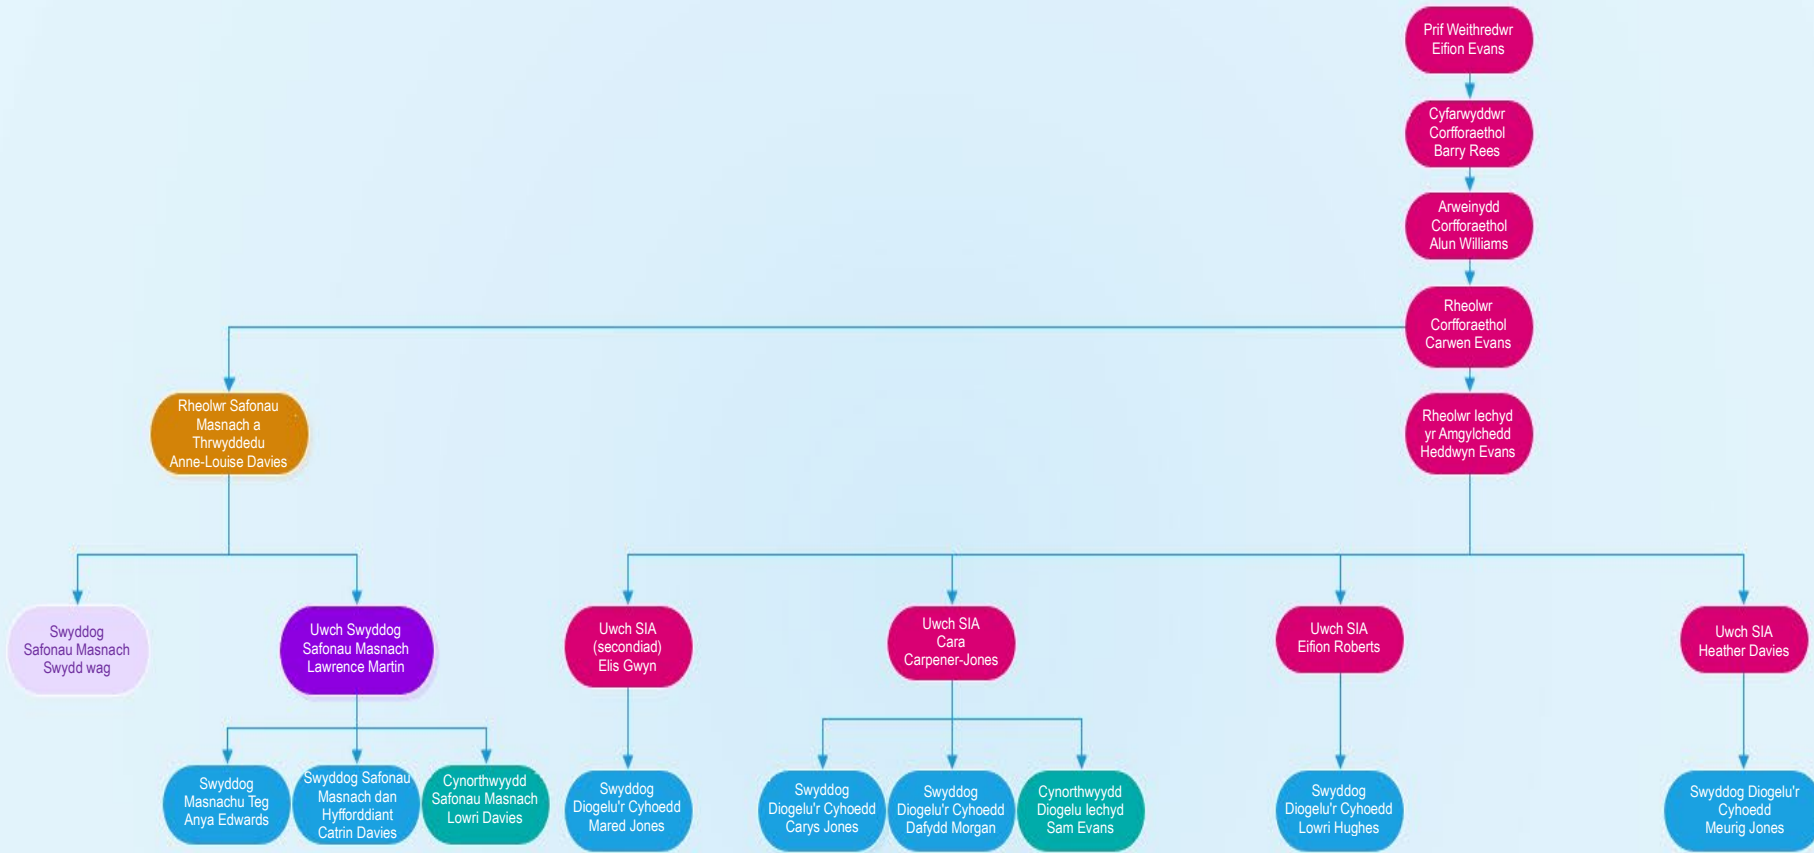 Prif Weithredwr
Eifion Evans
Cyfarwyddwr
Corfforaethol
Barry Rees
Arweinydd
Corfforaethol
Alun Williams
Rheolwr
Corfforaethol
Carwen Evans
Rheolwr Safonau
Masnach a
Thrwyddedu
Anne-Louise Davies
Rheolwr Iechyd
yr Amgylchedd
Heddwyn Evans
Swyddog
Safonau Masnach
Swydd wag
Uwch Swyddog
Safonau Masnach
Lawrence Martin
Uwch SIA
(secondiad)
Elis Gwyn
Uwch SIA
Cara
Carpener-Jones
Uwch SIA
Eifion Roberts
Uwch SIA
Heather Davies
Swyddog
Masnachu Teg
Anya Edwards
Swyddog Safonau
Masnach dan
Hyfforddiant
Catrin Davies
Cynorthwyydd
Safonau Masnach
Lowri Davies
Swyddog
Diogelu'r Cyhoedd
Mared Jones
Swyddog
Diogelu'r Cyhoedd
Carys Jones
Swyddog
Diogelu'r Cyhoedd
Dafydd Morgan
Cynorthwyydd
Diogelu Iechyd
Sam Evans
Swyddog
Diogelu'r Cyhoedd
Lowri Hughes
Swyddog Diogelu'r
Cyhoedd
Meurig Jones